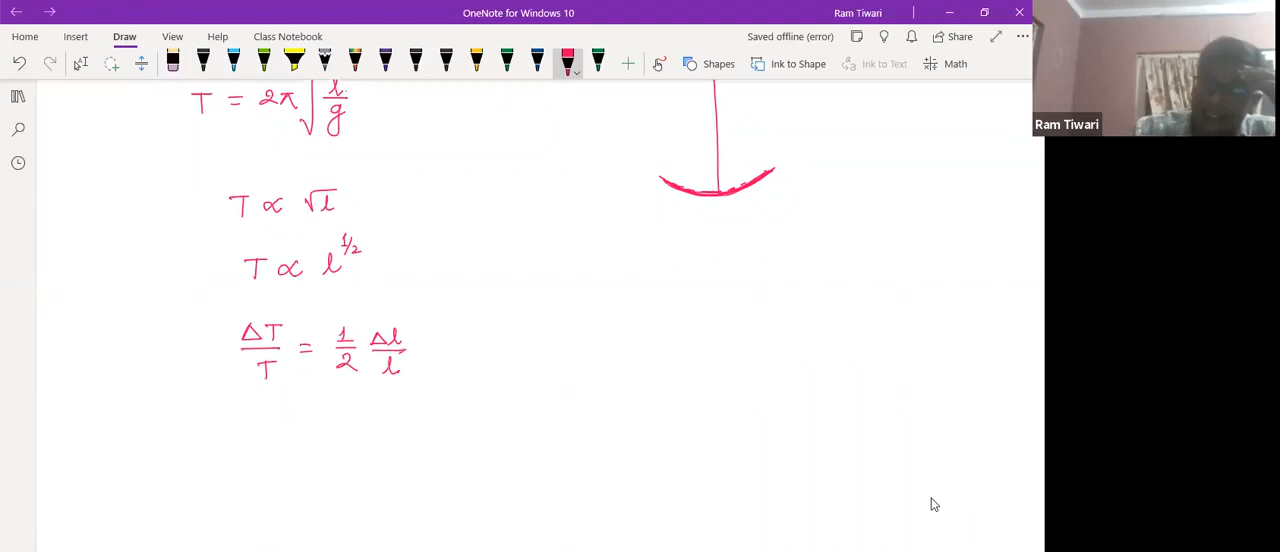 OneNote for Windows 10
Ram Tiwari
Home Insert Draw View Help Class Notebook
Saved offline (error)
Share
Shapes
Ink to Shape
Ink to Text
Math
Ram Tiwari
T = 2π √(l/g)
T ∝ √l
T ∝ l^1/2
ΔT/T = 1/2 Δl/l